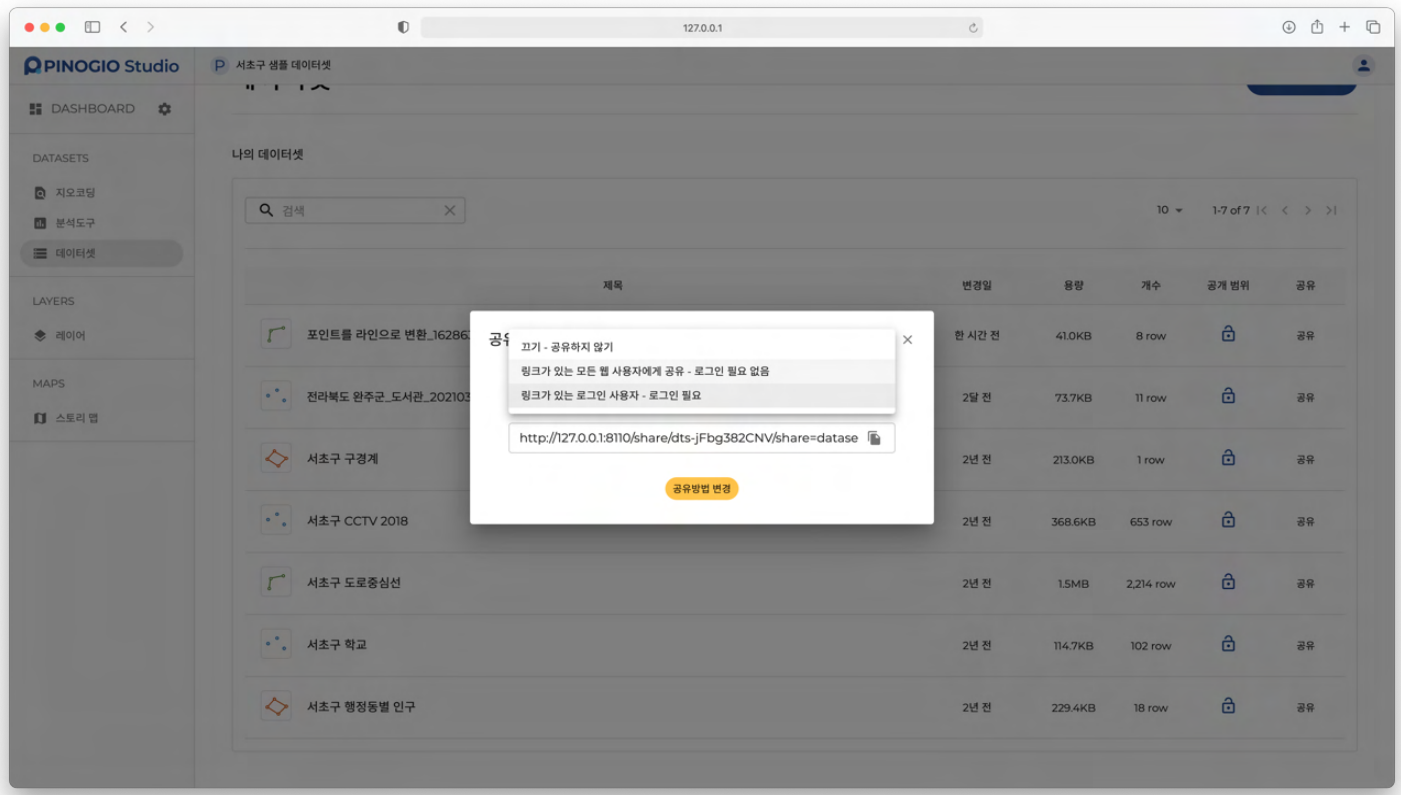 127.0.0.1
PINOGIO Studio
P 서초구 샘플 데이터셋
DASHBOARD
DATASETS
지오코딩
분석도구
데이터셋
LAYERS
레이어
MAPS
스토리 맵
나의 데이터셋
검색
10 1-7 of 7
제목 변경일 용량 개수 공개 범위 공유
포인트를 라인으로 변환_16286 한 시간 전 41.0KB 8 row 공유
전라북도 완주군_도서관_202103 2달 전 73.7KB 11 row 공유
서초구 구경계 2년 전 213.0KB 1 row 공유
서초구 CCTV 2018 2년 전 368.6KB 653 row 공유
서초구 도로중심선 2년 전 1.5MB 2,214 row 공유
서초구 학교 2년 전 114.7KB 102 row 공유
서초구 행정동별 인구 2년 전 229.4KB 18 row 공유
끄기 - 공유하지 않기
링크가 있는 모든 웹 사용자에게 공유 - 로그인 필요 없음
링크가 있는 로그인 사용자 - 로그인 필요
http://127.0.0.1:8110/share/dts-jFbg382CNV/share=datase
공유방법 변경